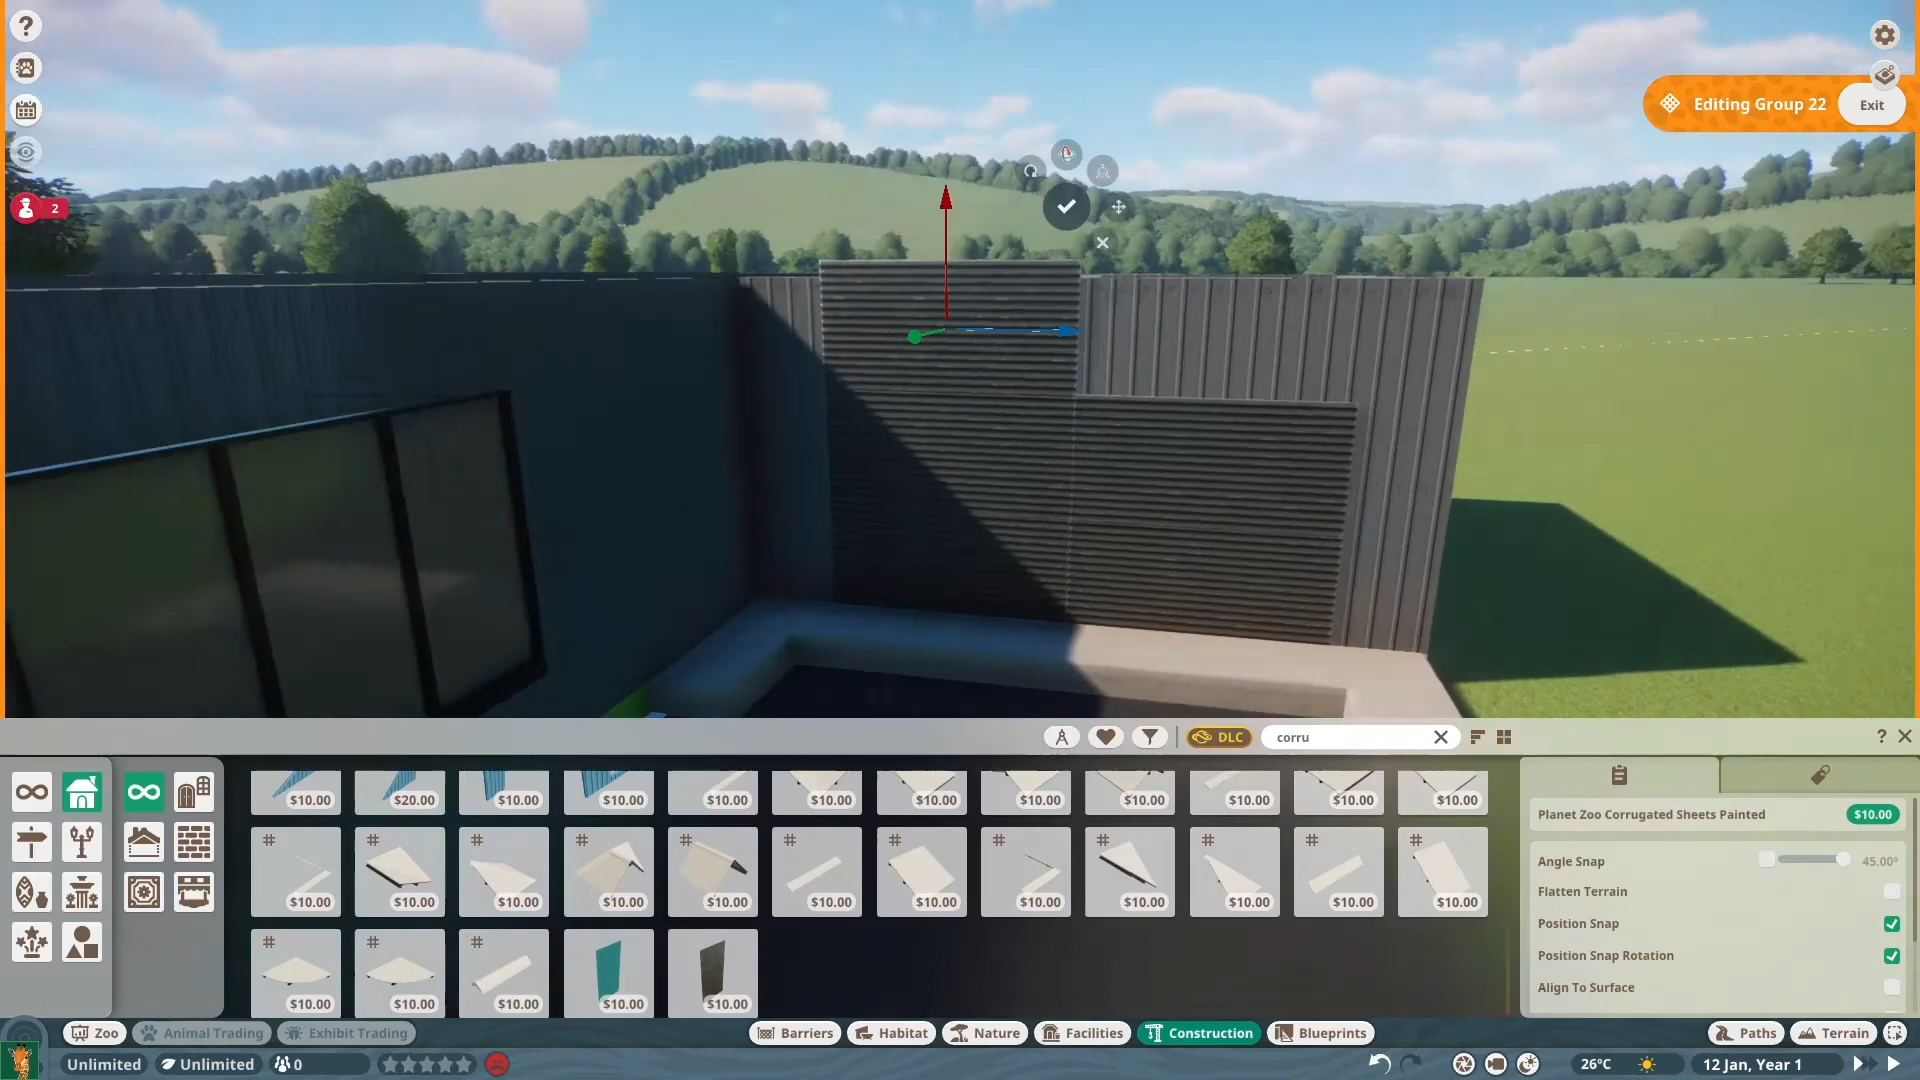 ?
Editing Group 22
Exit
2
DLC
corru
?
$10.00
$20.00
$10.00
$10.00
$10.00
$10.00
$10.00
$10.00
$10.00
$10.00
$10.00
$10.00
#
$10.00
#
$10.00
#
$10.00
#
$10.00
#
$10.00
#
$10.00
#
$10.00
#
$10.00
#
$10.00
#
$10.00
#
$10.00
#
$10.00
#
$10.00
#
$10.00
#
$10.00
$10.00
$10.00
Planet Zoo Corrugated Sheets Painted
$10.00
Angle Snap
45.00°
Flatten Terrain
Position Snap
Position Snap Rotation
Align To Surface
Zoo
Animal Trading
Exhibit Trading
Barriers
Habitat
Nature
Facilities
Construction
Blueprints
Paths
Terrain
Unlimited
Unlimited
0
26°C
12 Jan, Year 1